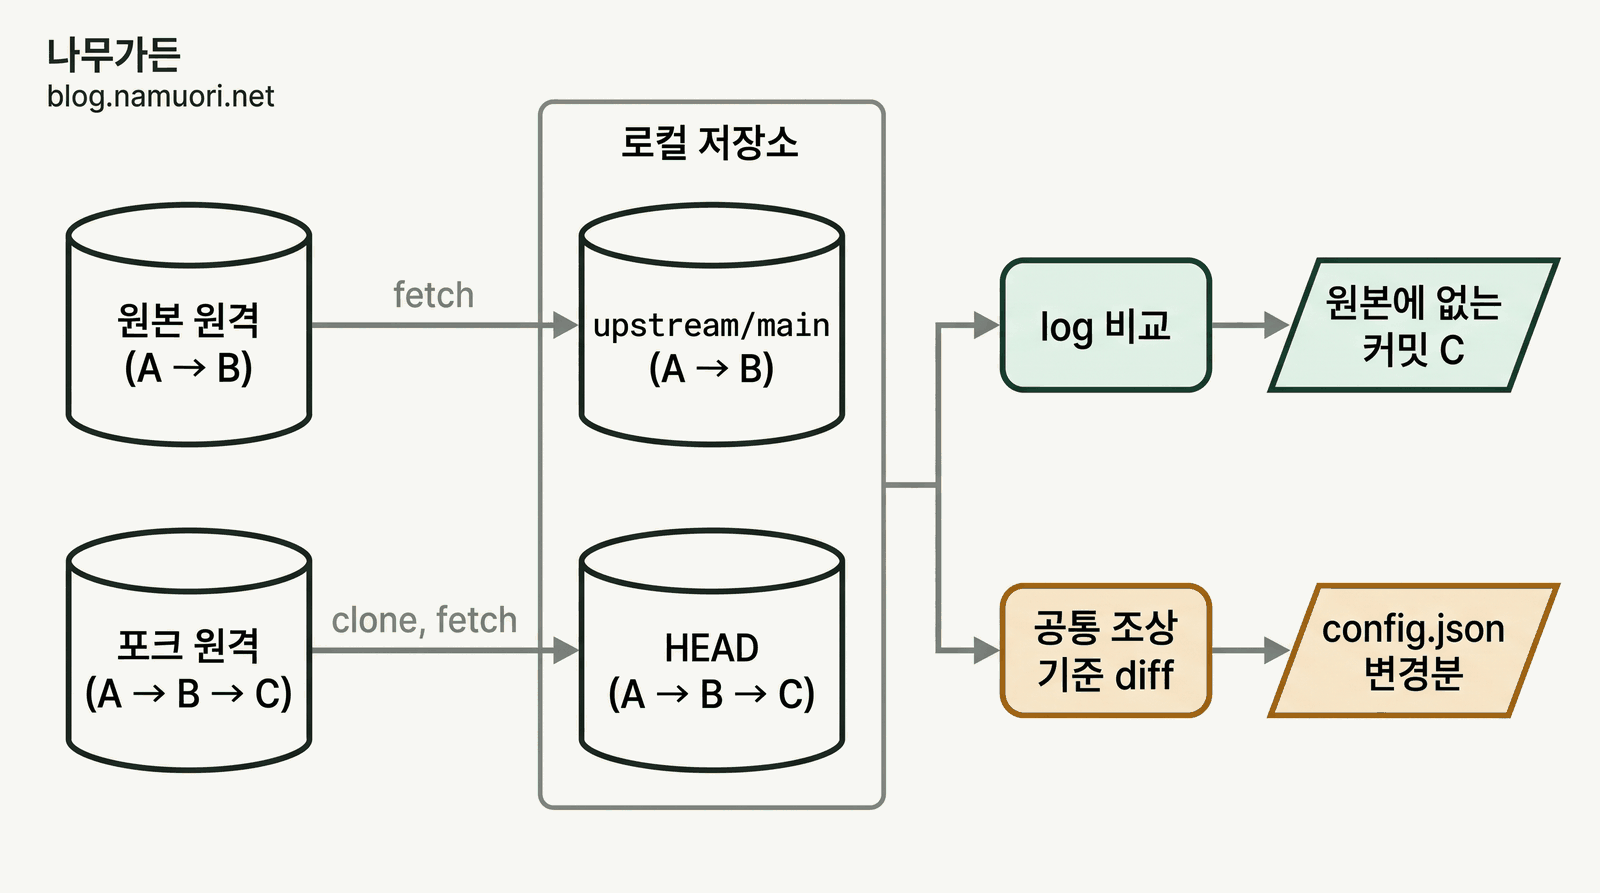 나무가든
blog.namuori.net
로컬 저장소
원본 원격
(A → B)
fetch
upstream/main
(A → B)
log 비교
원본에 없는
커밋 C
포크 원격
(A → B → C)
clone, fetch
HEAD
(A → B → C)
공통 조상
기준 diff
config.json
변경분